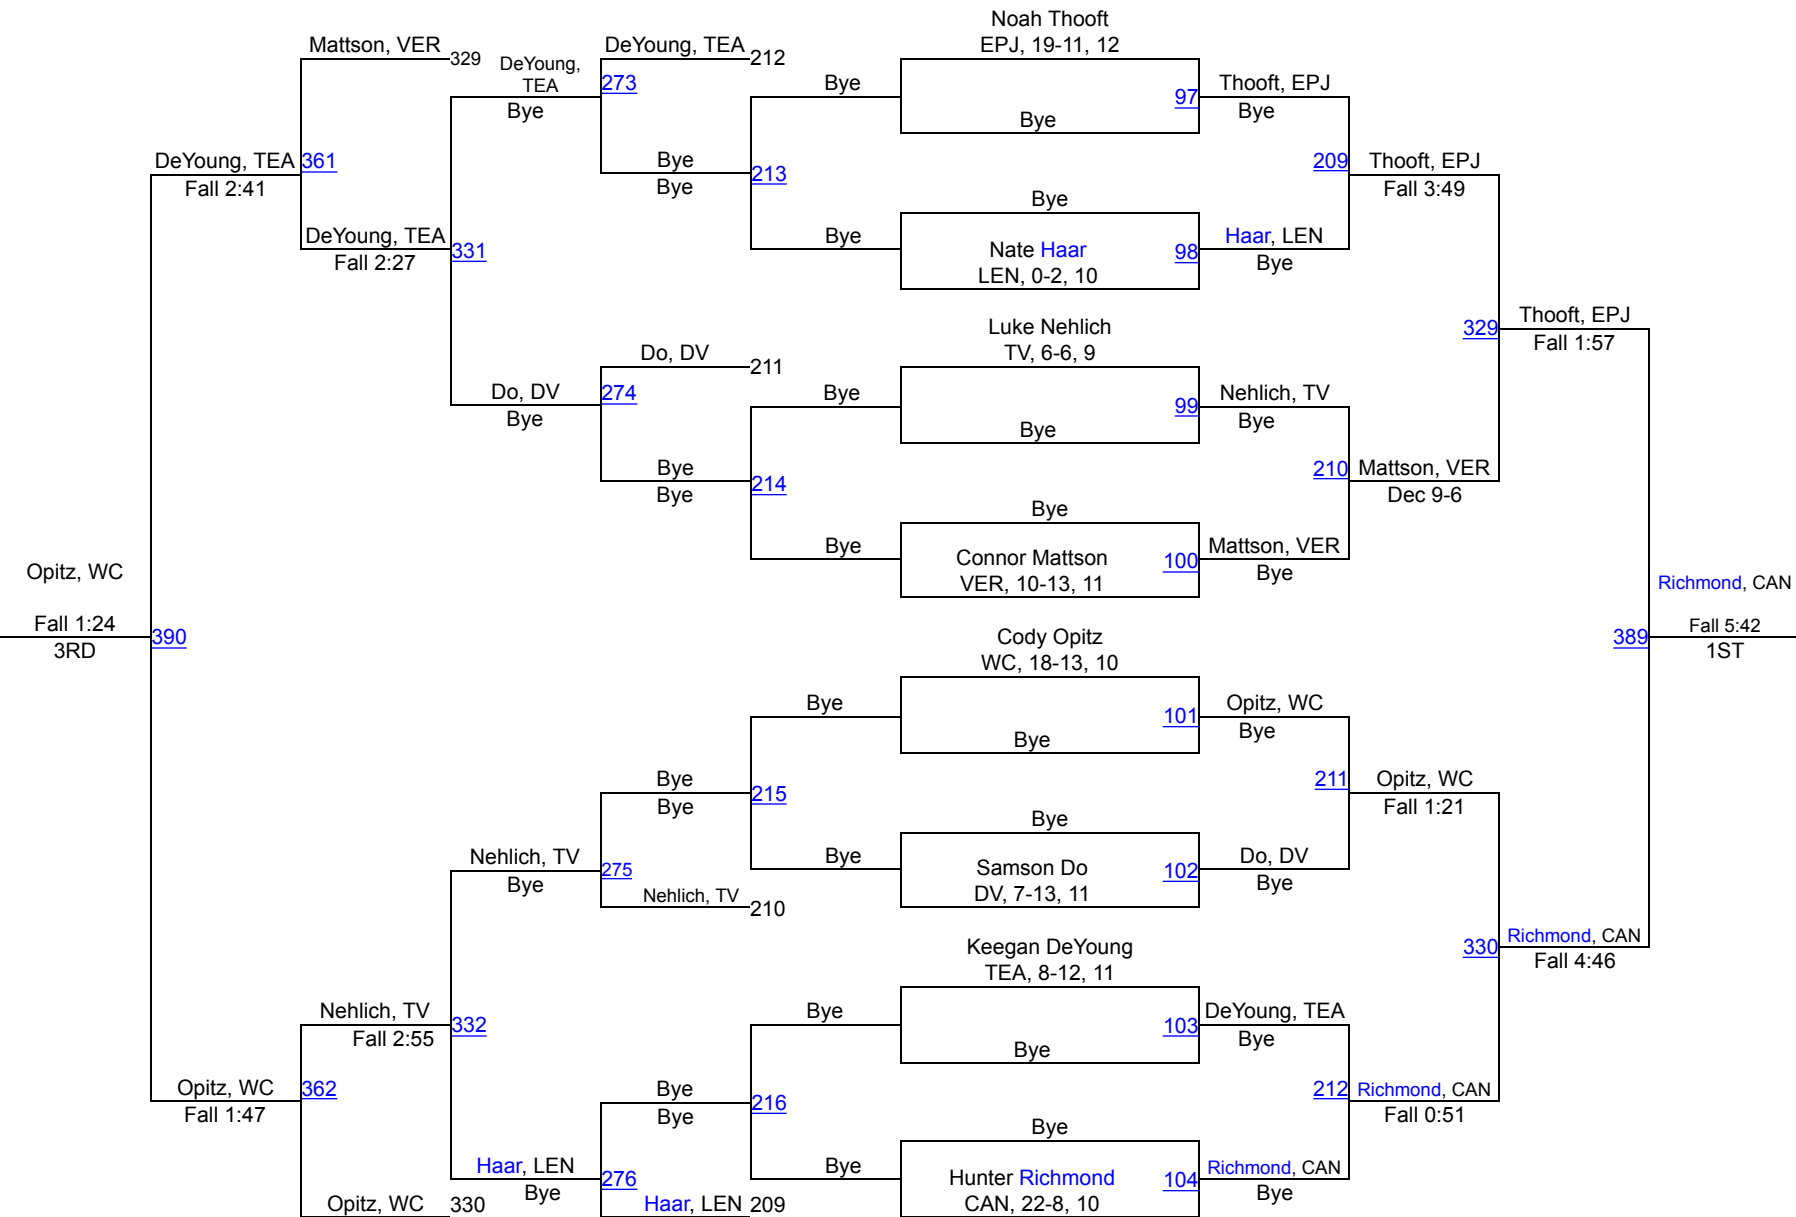 Noah Thooft
EPJ, 19-11, 12
Mattson, VER
329
DeYoung,
TEA
Bye
DeYoung, TEA
212
273
Bye
Bye
97
Thooft, EPJ
Bye
DeYoung, TEA
361
Fall 2:41
Bye
Bye
213
209
Thooft, EPJ
Fall 3:49
DeYoung, TEA
Fall 2:27
331
Bye
Bye
Nate Haar
LEN, 0-2, 10
98
Haar, LEN
Bye
Luke Nehlich
TV, 6-6, 9
329
Thooft, EPJ
Fall 1:57
Do, DV
211
Do, DV
Bye
274
Bye
Bye
99
Nehlich, TV
Bye
Bye
Bye
214
210
Mattson, VER
Dec 9-6
Bye
Bye
Connor Mattson
VER, 10-13, 11
100
Mattson, VER
Bye
Opitz, WC
Fall 1:24
3RD
390
Richmond, CAN
389
Fall 5:42
1ST
Cody Opitz
WC, 18-13, 10
Bye
Bye
101
Opitz, WC
Bye
Bye
Bye
215
211
Opitz, WC
Fall 1:21
Nehlich, TV
Bye
275
Nehlich, TV
210
Bye
Bye
Samson Do
DV, 7-13, 11
102
Do, DV
Bye
Keegan DeYoung
TEA, 8-12, 11
330
Richmond, CAN
Fall 4:46
Nehlich, TV
Fall 2:55
332
Bye
Bye
103
DeYoung, TEA
Bye
Opitz, WC
Fall 1:47
362
Bye
Bye
216
212
Richmond, CAN
Fall 0:51
Haar, LEN
Bye
276
Bye
Bye
Hunter Richmond
CAN, 22-8, 10
104
Richmond, CAN
Bye
Opitz, WC
330
Haar, LEN
209